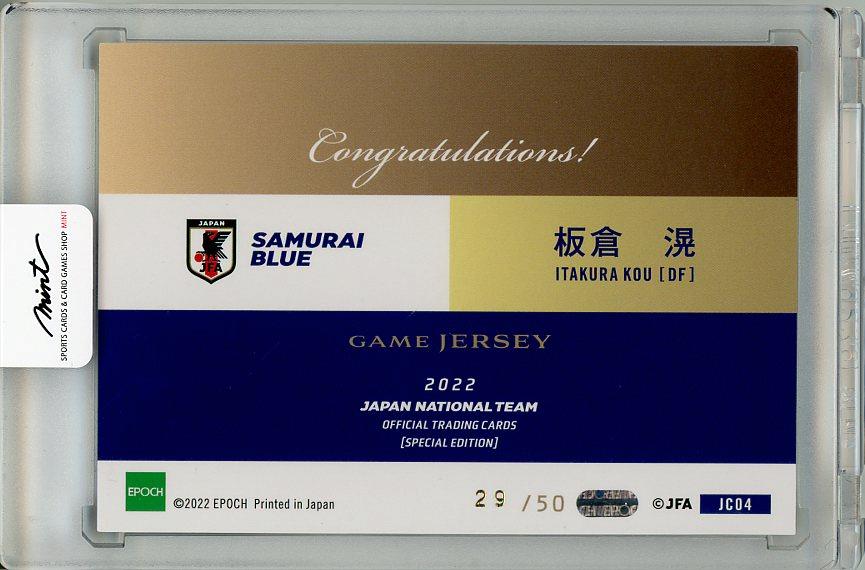 Congratulations!
JAPAN
JFA
SAMURAI
BLUE
板倉 滉
ITAKURA KOU [DF]
mint
SPORTS CARDS & CARD GAMES SHOP MINT
GAME JERSEY
2022
JAPAN NATIONAL TEAM
OFFICIAL TRADING CARDS
[SPECIAL EDITION]
EPOCH
©2022 EPOCH Printed in Japan
29 /50
©JFA
JC04